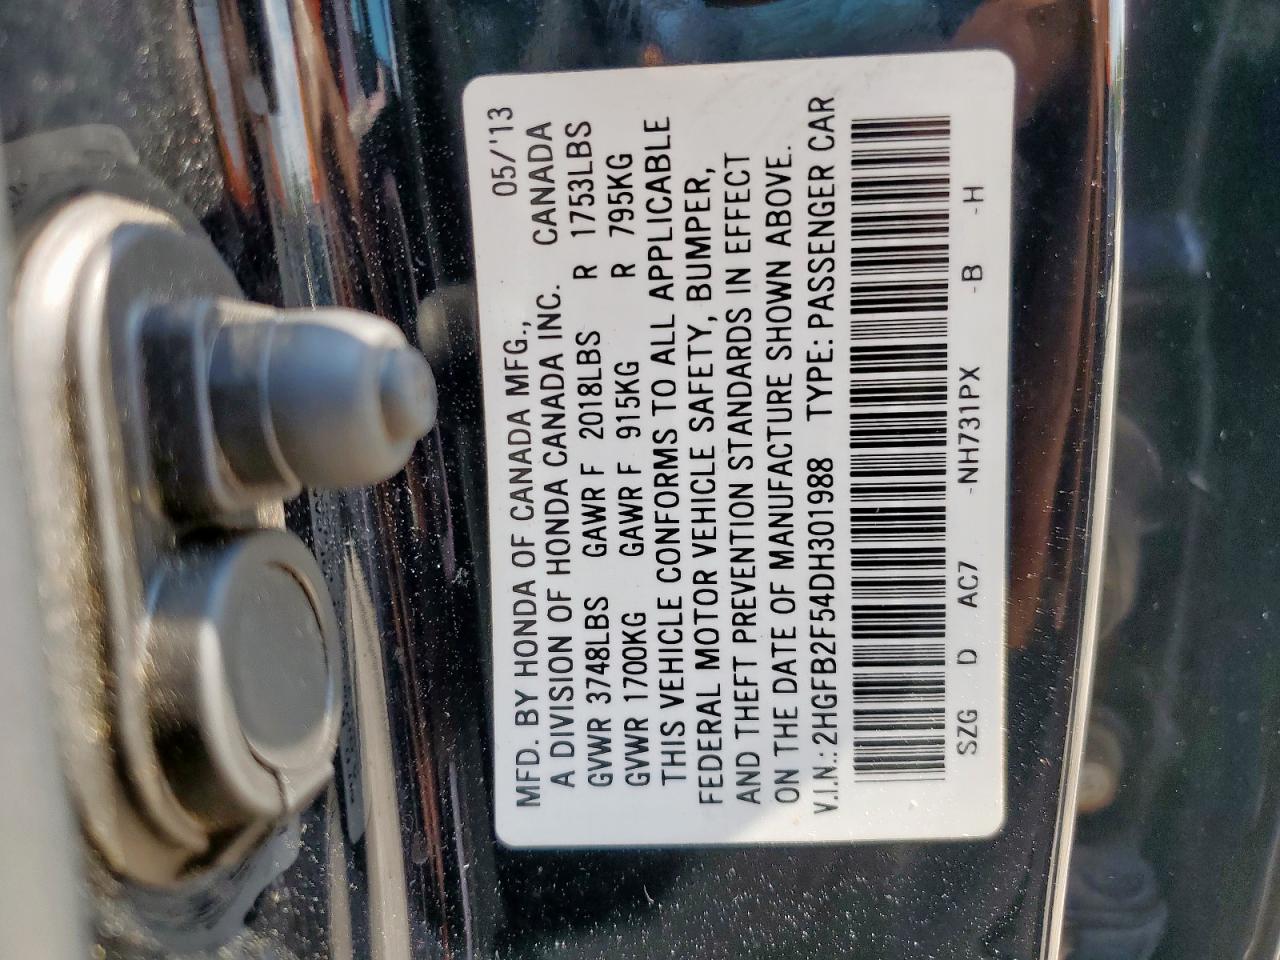 05/'13
MFD. BY HONDA OF CANADA MFG.,
A DIVISION OF HONDA CANADA INC. CANADA
GVWR 3748LBS GAWR F 2018LBS R 1753LBS
GVWR 1700KG GAWR F 915KG R 795KG
THIS VEHICLE CONFORMS TO ALL APPLICABLE
FEDERAL MOTOR VEHICLE SAFETY, BUMPER,
AND THEFT PREVENTION STANDARDS IN EFFECT
ON THE DATE OF MANUFACTURE SHOWN ABOVE.
V.I.N.: 2HGFB2F54DH301988 TYPE: PASSENGER CAR
SZG D AC7 -NH731PX -B -H